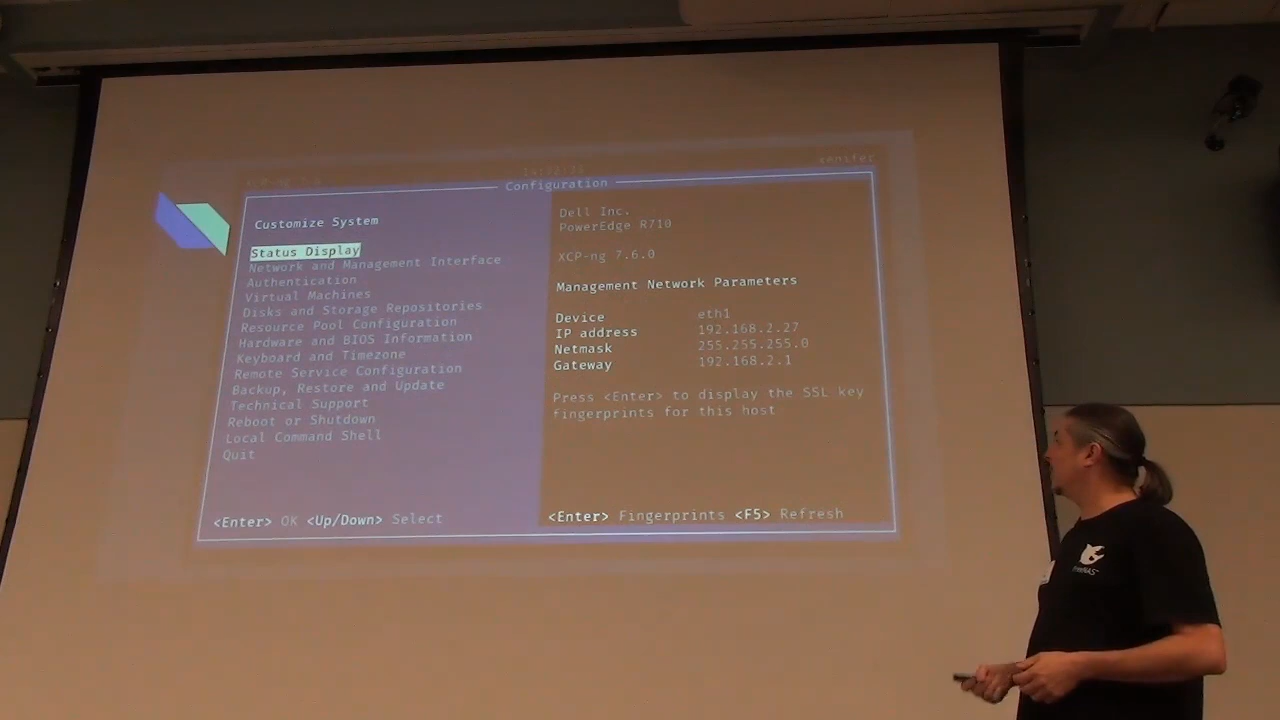 Configuration
Customize System
Status Display
Network and Management Interface
Authentication
Virtual Machines
Disks and Storage Repositories
Resource Pool Configuration
Hardware and BIOS Information
Keyboard and Timezone
Remote Service Configuration
Backup, Restore and Update
Technical Support
Reboot or Shutdown
Local Command Shell
Quit
<Enter> OK <Up/Down> Select
Dell Inc.
PowerEdge R710
XCP-ng 7.6.0
Management Network Parameters
Device eth1
IP address 192.168.2.27
Netmask 255.255.255.0
Gateway 192.168.2.1
Press <Enter> to display the SSL key
fingerprints for this host
<Enter> Fingerprints <F5> Refresh
FreeNAS